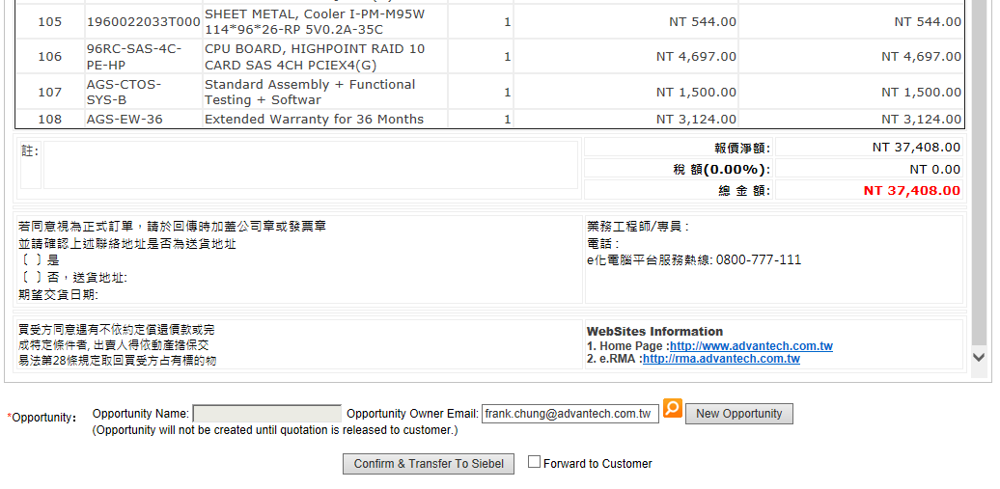 105 1960022033T000 SHEET METAL, Cooler I-PM-M95W 114*96*26-RP 5V0.2A-35C 1 NT 544.00 NT 544.00
106 96RC-SAS-4C-PE-HP CPU BOARD, HIGHPOINT RAID 10 CARD SAS 4CH PCIEX4(G) 1 NT 4,697.00 NT 4,697.00
107 AGS-CTOS-SYS-B Standard Assembly + Functional Testing + Softwar 1 NT 1,500.00 NT 1,500.00
108 AGS-EW-36 Extended Warranty for 36 Months 1 NT 3,124.00 NT 3,124.00
註:
報價淨額: NT 37,408.00
稅 額(0.00%): NT 0.00
總 金 額: NT 37,408.00
若同意視為正式訂單，請於回傳時加蓋公司章或發票章
並請確認上述聯絡地址是否為送貨地址
〔 〕是
〔 〕否，送貨地址:
期望交貨日期:
業務工程師/專員 :
電話 :
e化電腦平台服務熱線: 0800-777-111
買受方同意還有不依約定償還價款或完
成特定條件者, 出賣人得依動產擔保交
易法第28條規定取回買受方占有標的物
WebSites Information
1. Home Page :http://www.advantech.com.tw
2. e.RMA :http://rma.advantech.com.tw
*Opportunity： Opportunity Name: Opportunity Owner Email: frank.chung@advantech.com.tw New Opportunity
(Opportunity will not be created until quotation is released to customer.)
Confirm & Transfer To Siebel Forward to Customer